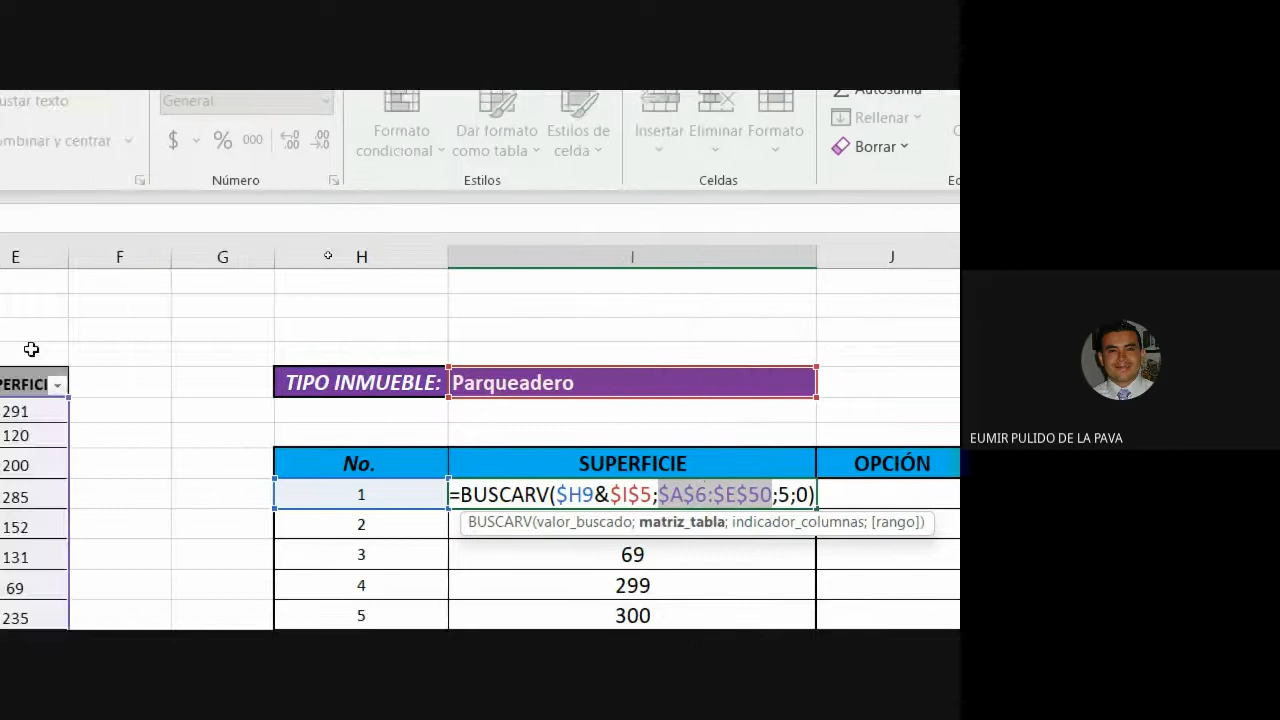 ustar texto
General
Autosuma
ombinar y centrar
$ % 000
Formato condicional
Dar formato como tabla
Estilos de celda
Insertar
Eliminar
Formato
Rellenar
Borrar
Número
Estilos
Celdas
E F G H I J
TIPO INMUEBLE: Parqueadero
PERFICI
291
120
No. SUPERFICIE OPCIÓN
200
285 1 =BUSCARV($H9&$I$5;$A$6:$E$50;5;0)
BUSCARV(valor_buscado; matriz_tabla; indicador_columnas; [rango])
152 2
131 3 69
69 4 299
235 5 300
EUMIR PULIDO DE LA PAVA